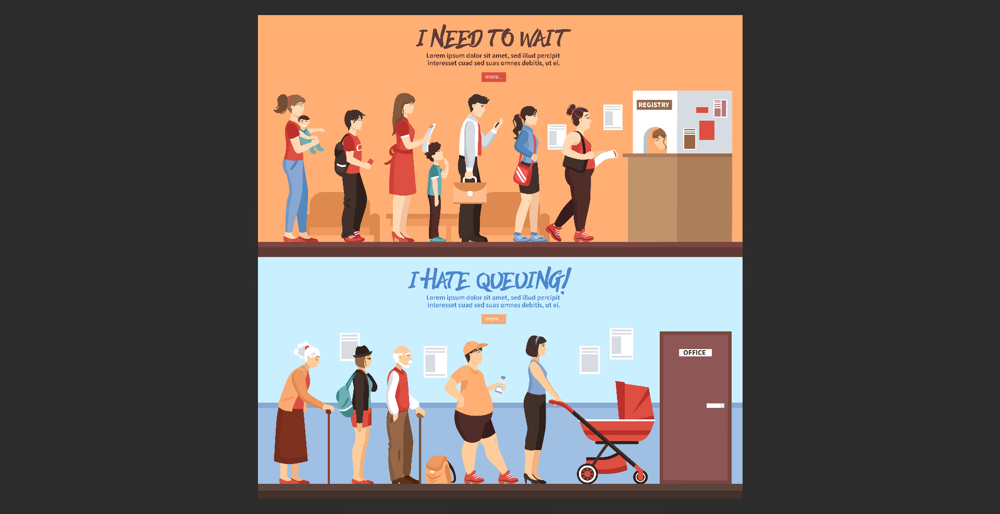 I NEED TO WAIT
Lorem ipsum dolor sit amet, sed illud percipit
interesset cuad sed suas omnes debitis, ut ei.
more...
REGISTRY
I HATE QUEUING!
Lorem ipsum dolor sit amet, sed illud percipit
interesset cuad sed suas omnes debitis, ut ei.
more...
OFFICE